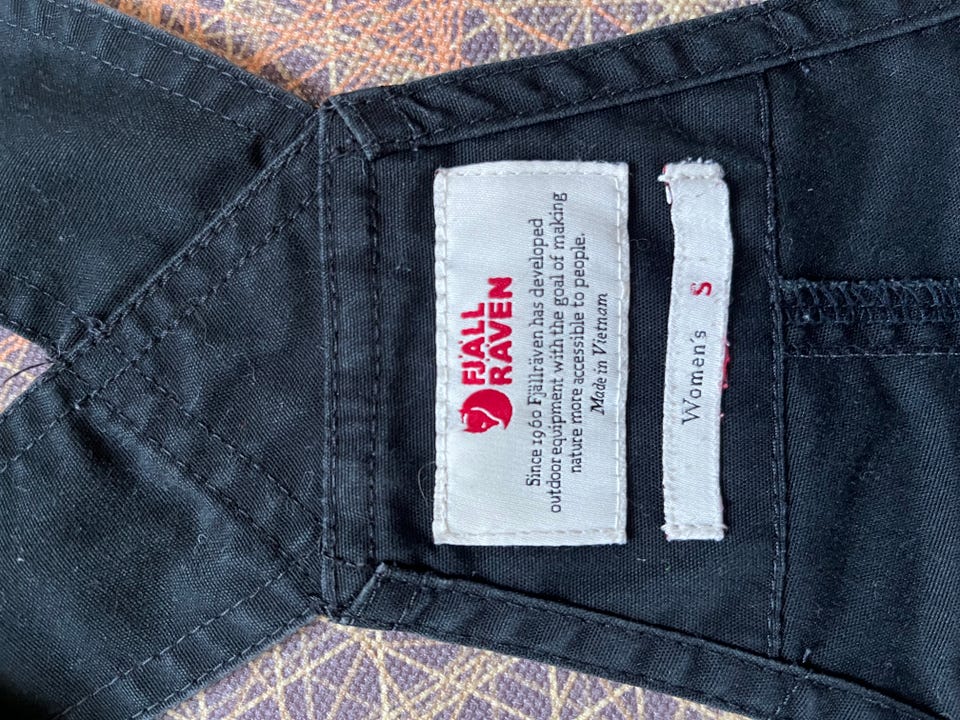 FJÄLL
RÄVEN
Since 1960 Fjällräven has developed
outdoor equipment with the goal of making
nature more accessible to people.
Made in Vietnam
Women's S